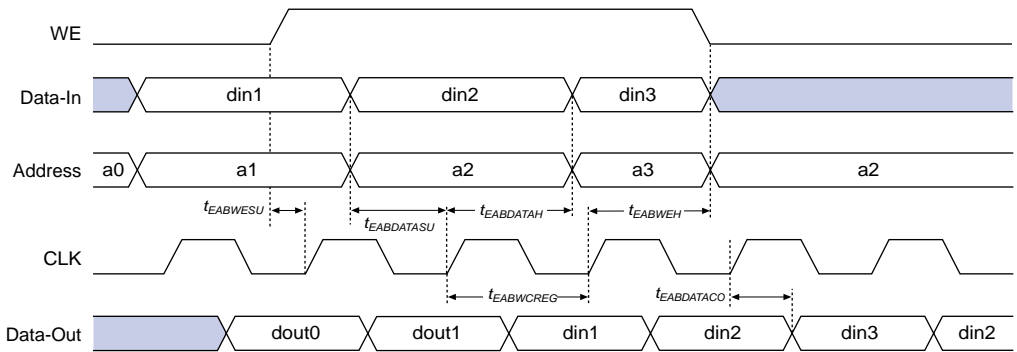 WE
Data-In din1 din2 din3
Address a0 a1 a2 a3 a2
tEABWESU tEABDATASU tEABDATAH tEABWEH
CLK
tEABWCREG tEABDATACO
Data-Out dout0 dout1 din1 din2 din3 din2